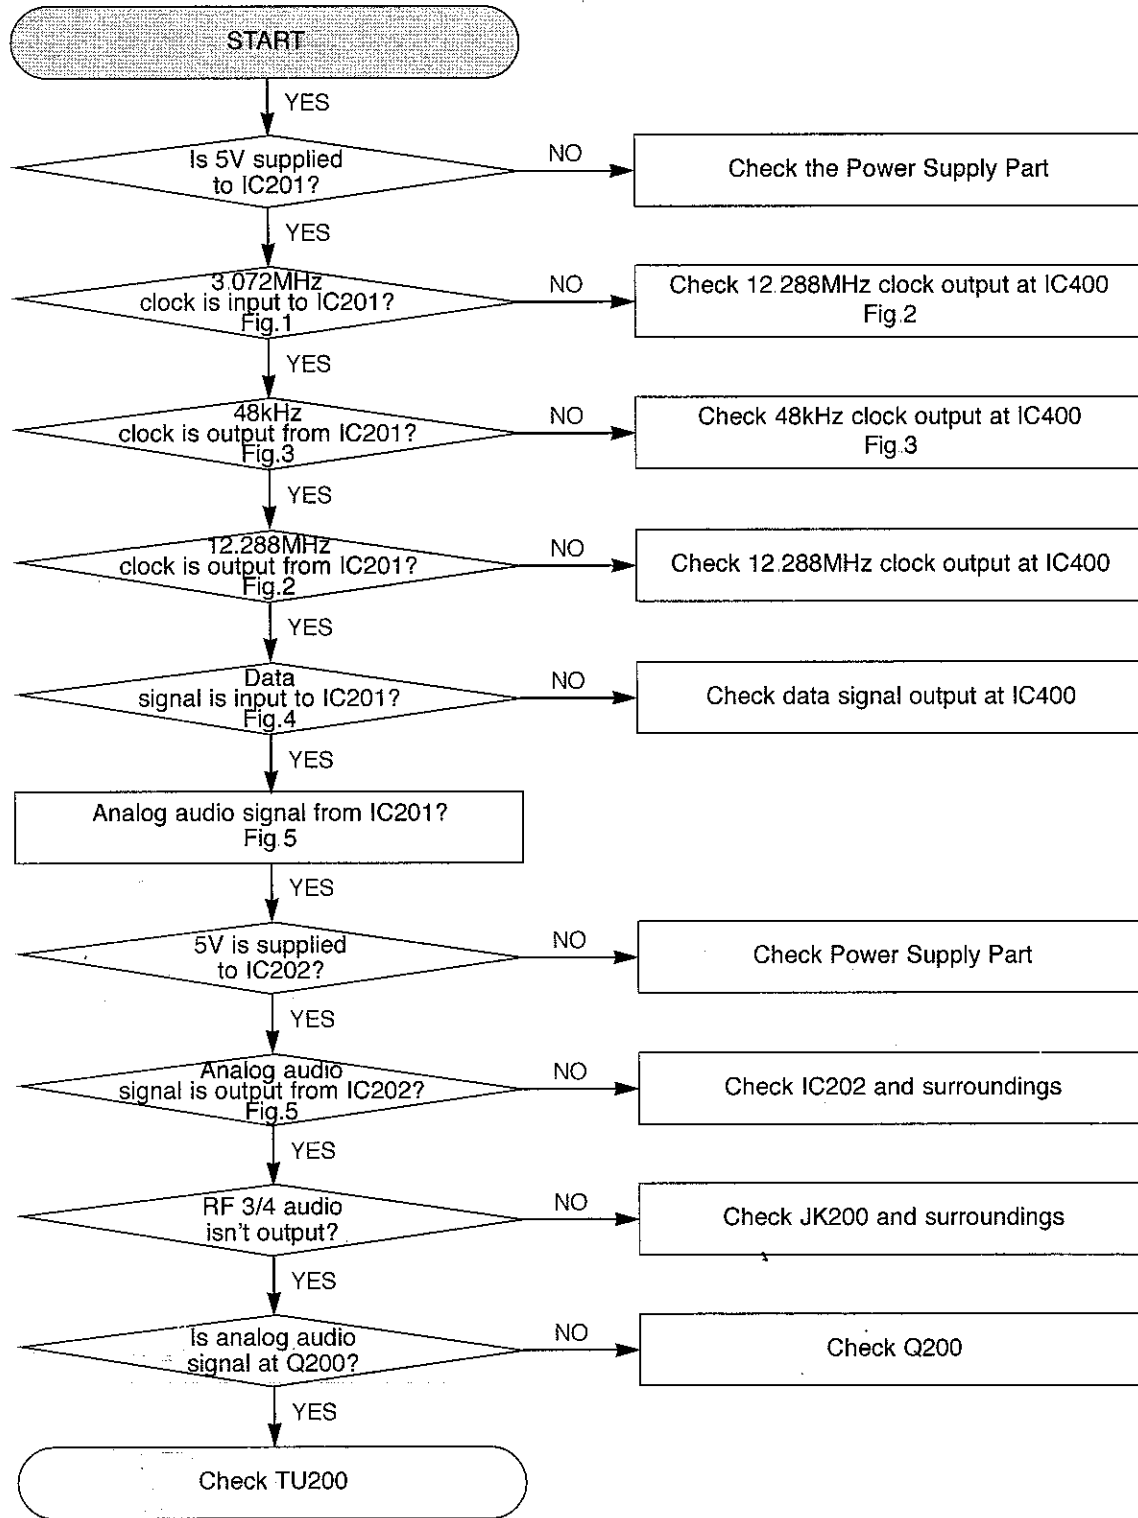 START
YES
Is 5V supplied
to IC201?
NO
Check the Power Supply Part
YES
3.072MHz
clock is input to IC201?
Fig.1
NO
Check 12.288MHz clock output at IC400
Fig.2
YES
48kHz
clock is output from IC201?
Fig.3
NO
Check 48kHz clock output at IC400
Fig.3
YES
12.288MHz
clock is output from IC201?
Fig.2
NO
Check 12.288MHz clock output at IC400
YES
Data
signal is input to IC201?
Fig.4
NO
Check data signal output at IC400
YES
Analog audio signal from IC201?
Fig.5
YES
5V is supplied
to IC202?
NO
Check Power Supply Part
YES
Analog audio
signal is output from IC202?
Fig.5
NO
Check IC202 and surroundings
YES
RF 3/4 audio
isn't output?
NO
Check JK200 and surroundings
YES
Is analog audio
signal at Q200?
NO
Check Q200
YES
Check TU200